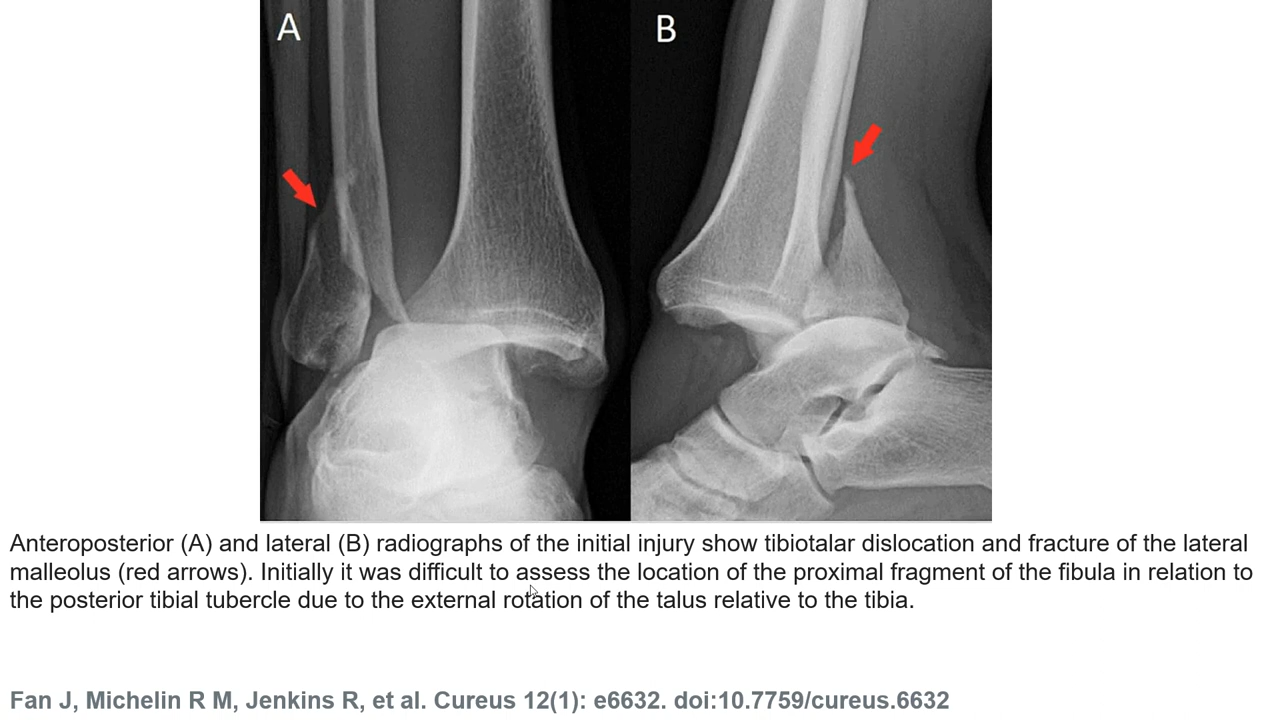 A
B
Anteroposterior (A) and lateral (B) radiographs of the initial injury show tibiotalar dislocation and fracture of the lateral
malleolus (red arrows). Initially it was difficult to assess the location of the proximal fragment of the fibula in relation to
the posterior tibial tubercle due to the external rotation of the talus relative to the tibia.
Fan J, Michelin R M, Jenkins R, et al. Cureus 12(1): e6632. doi:10.7759/cureus.6632